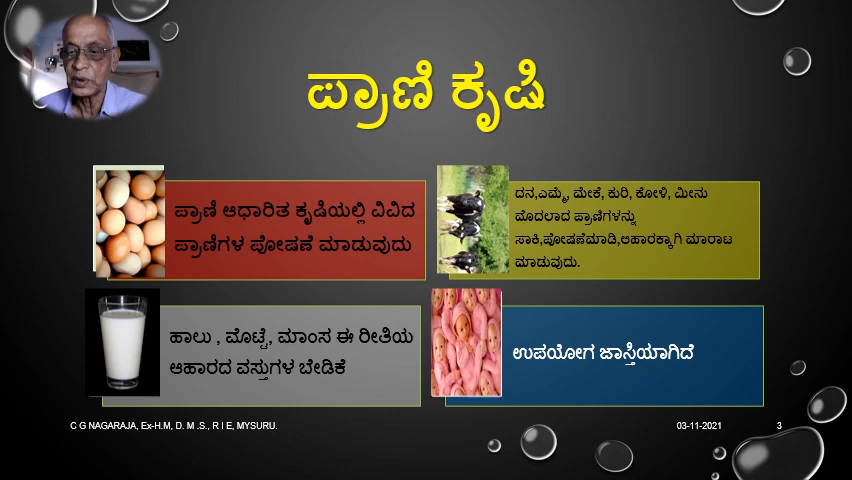 ಪ್ರಾಣಿ ಕೃಷಿ
ಪ್ರಾಣಿ ಆಧಾರಿತ ಕೃಷಿಯಲ್ಲಿ ವಿವಿದ
ಪ್ರಾಣಿಗಳ ಪೋಷಣೆ ಮಾಡುವುದು
ದನ,ಎಮ್ಮೆ, ಮೇಕೆ, ಕುರಿ, ಕೋಳಿ, ಮೀನು
ಮೊದಲಾದ ಪ್ರಾಣಿಗಳನ್ನು
ಸಾಕಿ,ಪೋಷಣೆಮಾಡಿ,ಆಹಾರಕ್ಕಾಗಿ ಮಾರಾಟ
ಮಾಡುವುದು.
ಹಾಲು , ಮೊಟ್ಟೆ, ಮಾಂಸ ಈ ರೀತಿಯ
ಆಹಾರದ ವಸ್ತುಗಳ ಬೇಡಿಕೆ
ಉಪಯೋಗ ಜಾಸ್ತಿಯಾಗಿದೆ
C G NAGARAJA, Ex-H.M, D. M .S., R I E, MYSURU.
03-11-2021
3